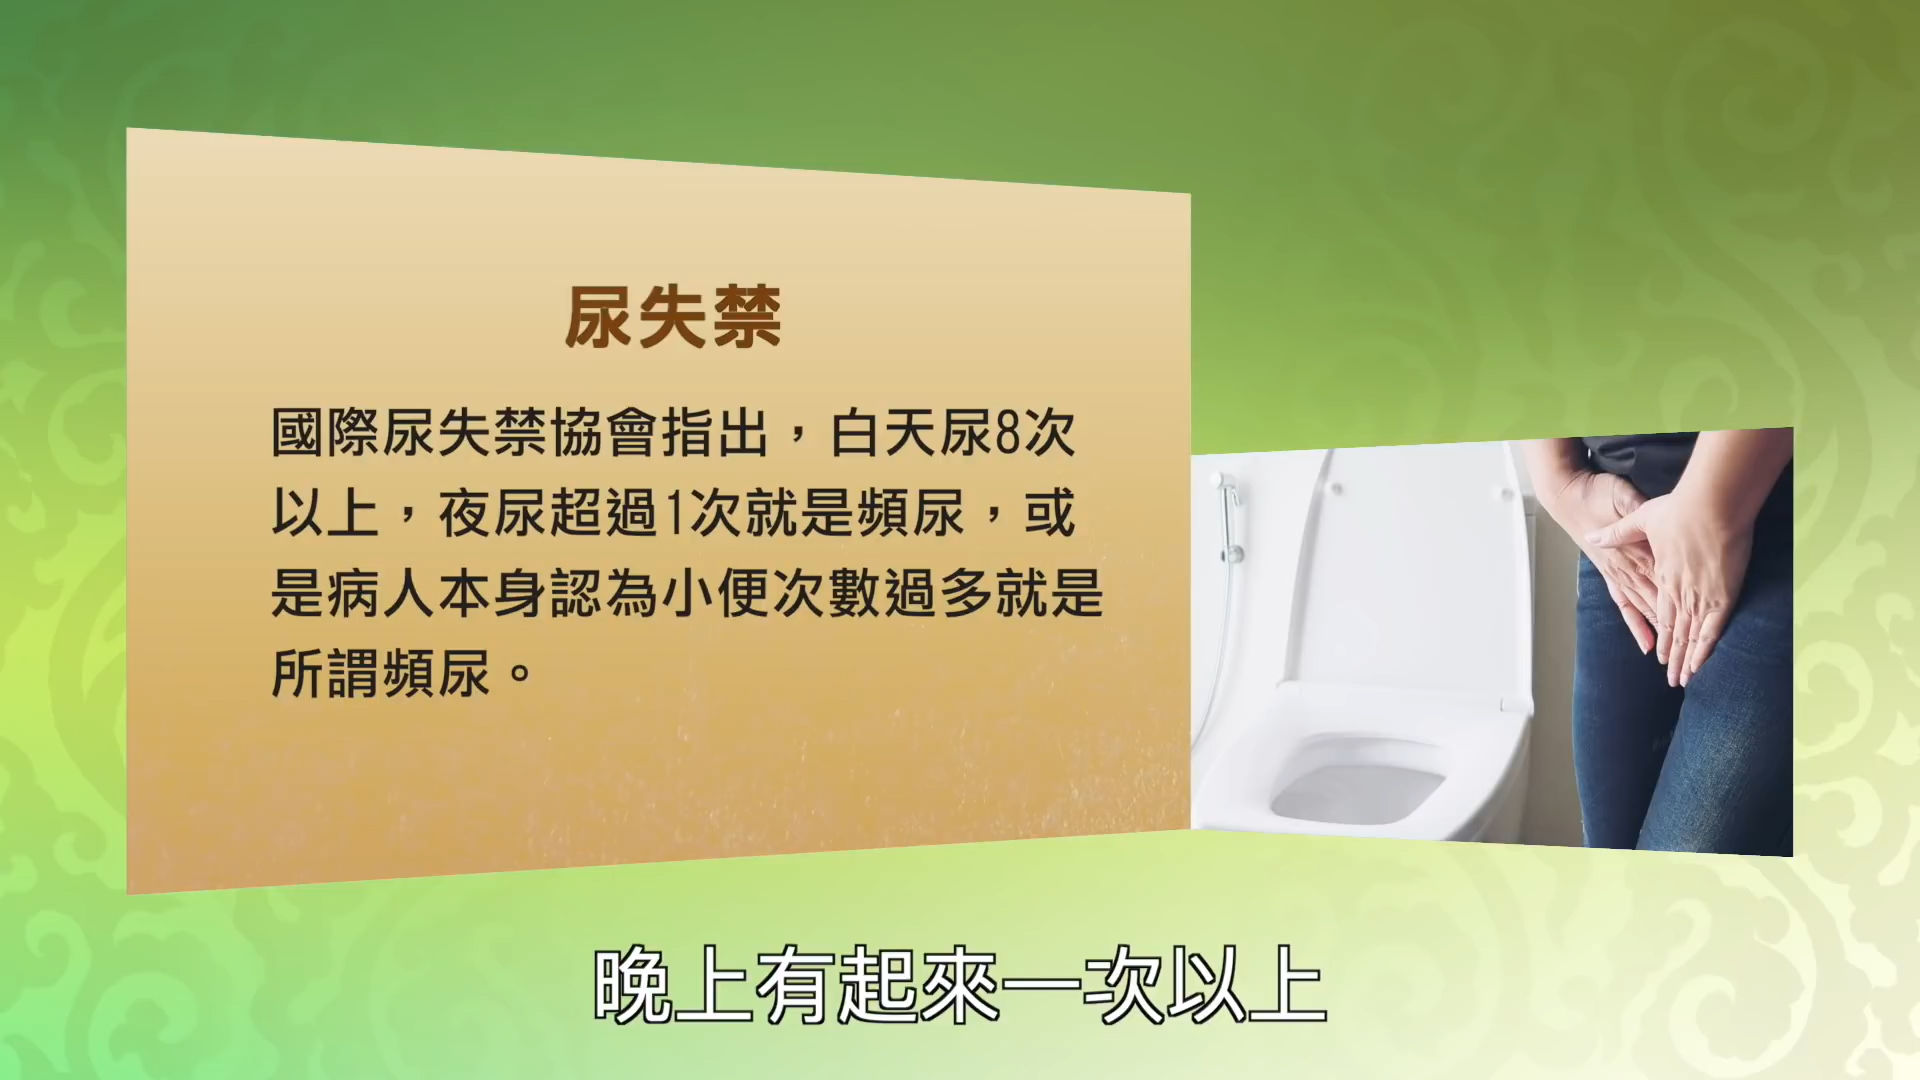 尿失禁
國際尿失禁協會指出，白天尿8次
以上，夜尿超過1次就是頻尿，或
是病人本身認為小便次數過多就是
所謂頻尿。
晚上有起來一次以上